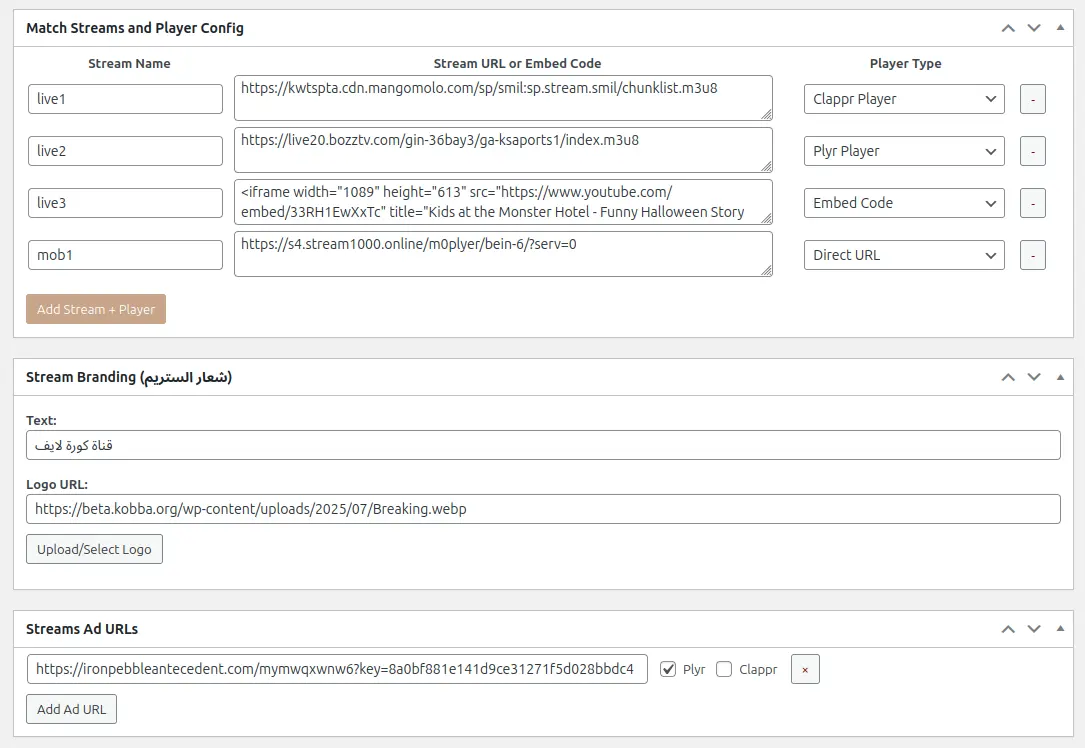 Match Streams and Player Config
Stream Name Stream URL or Embed Code Player Type
live1 https://kwtspta.cdn.mangomolo.com/sp/smil:sp.stream.smil/chunklist.m3u8 Clappr Player -
live2 https://live20.bozztv.com/gin-36bay3/ga-ksaports1/index.m3u8 Plyr Player -
live3 <iframe width="1089" height="613" src="https://www.youtube.com/
embed/33RH1EwXxTc" title="Kids at the Monster Hotel - Funny Halloween Story Embed Code -
mob1 https://s4.stream1000.online/m0plyer/bein-6/?serv=0 Direct URL -
Add Stream + Player
Stream Branding (شعار الستريم)
Text:
قناة كورة لايف
Logo URL:
https://beta.kobba.org/wp-content/uploads/2025/07/Breaking.webp
Upload/Select Logo
Streams Ad URLs
https://ironpebbleantecedent.com/mymwqxwnw6?key=8a0bf881e141d9ce31271f5d028bbdc4 Plyr Clappr ×
Add Ad URL